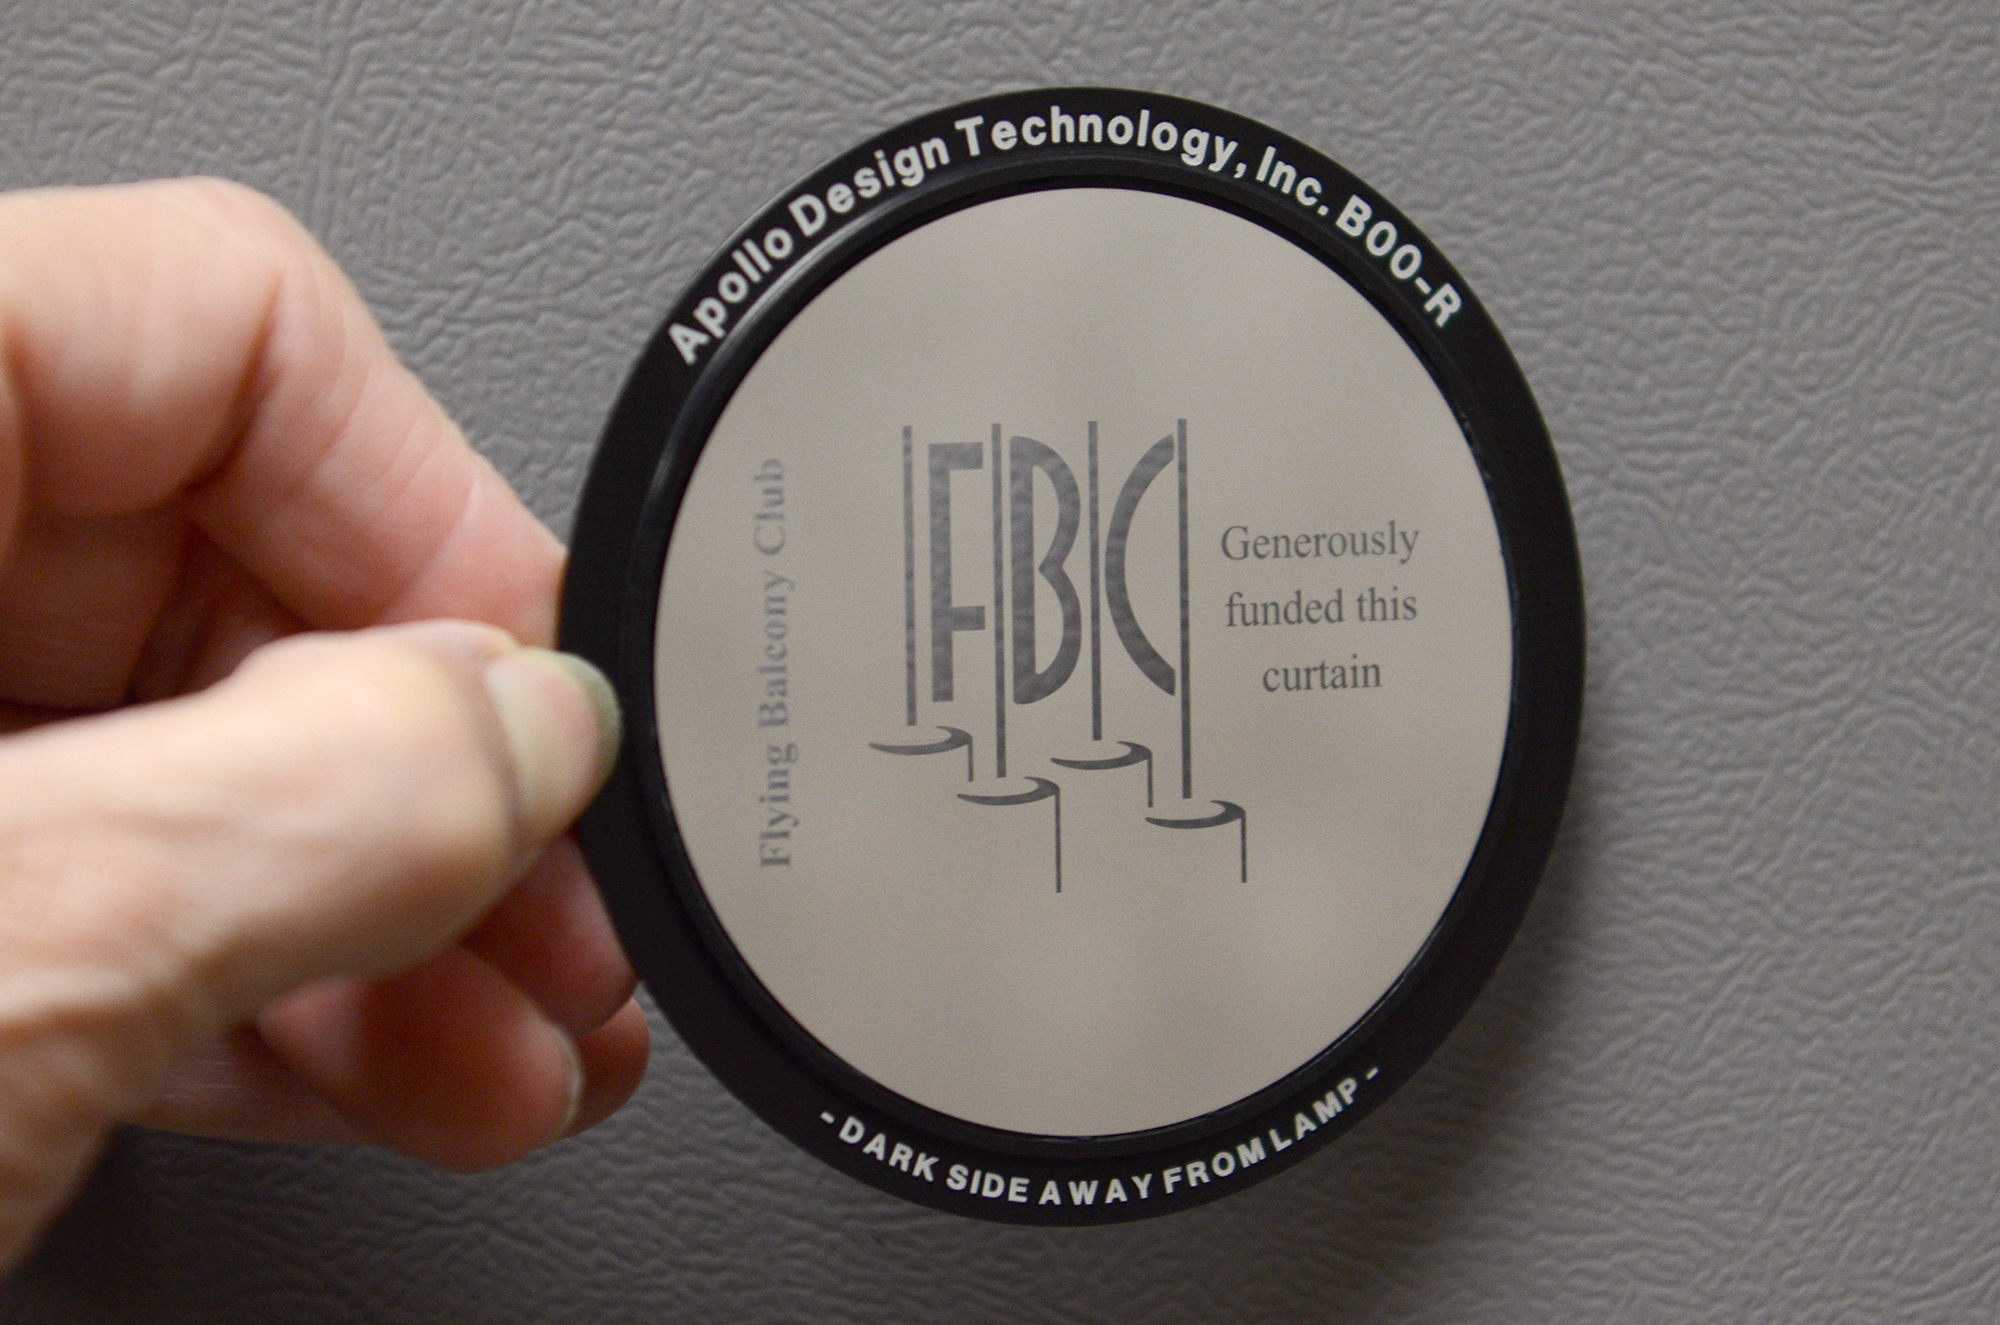 Apollo Design Technology, Inc. B00-R
Flying Balcony Club
FBC
Generously
funded this
curtain
- DARK SIDE AWAY FROM LAMP -